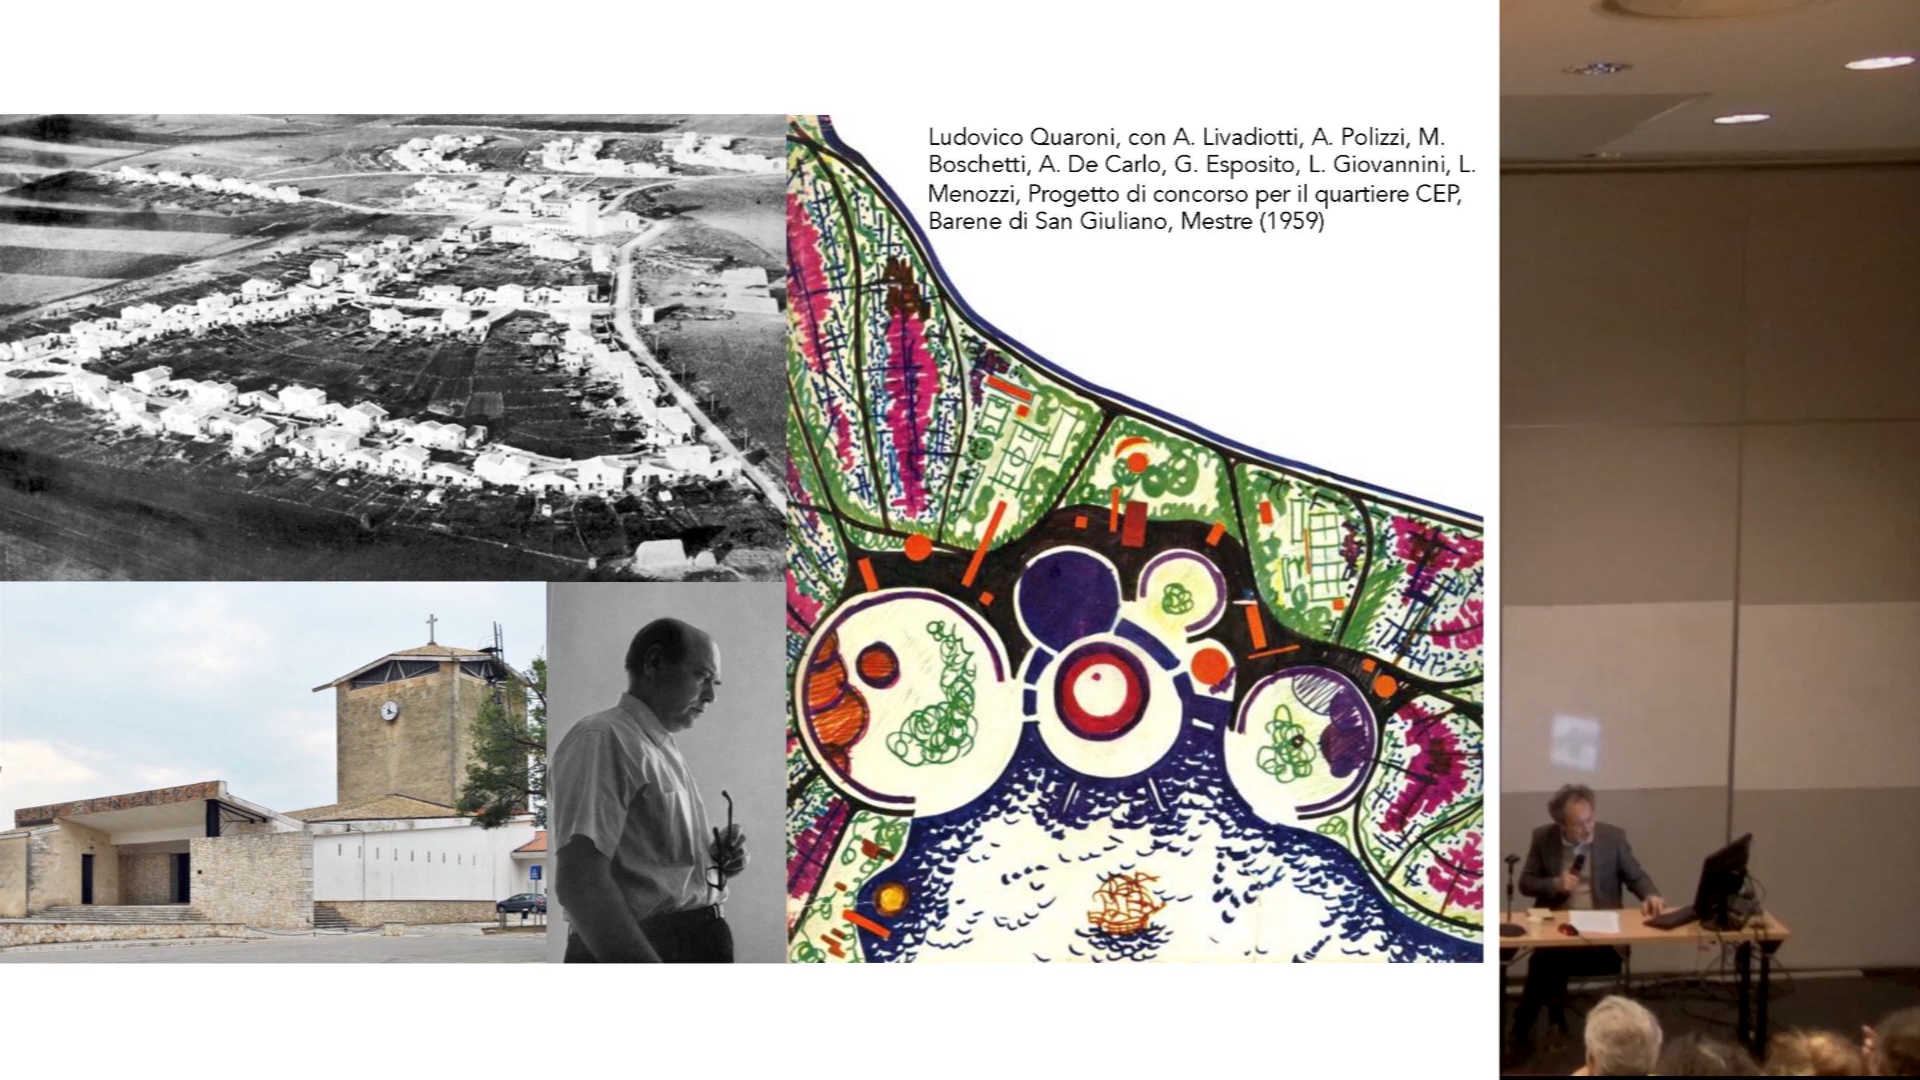 Ludovico Quaroni, con A. Livadiotti, A. Polizzi, M.
Boschetti, A. De Carlo, G. Esposito, L. Giovannini, L.
Menozzi, Progetto di concorso per il quartiere CEP,
Barene di San Giuliano, Mestre (1959)